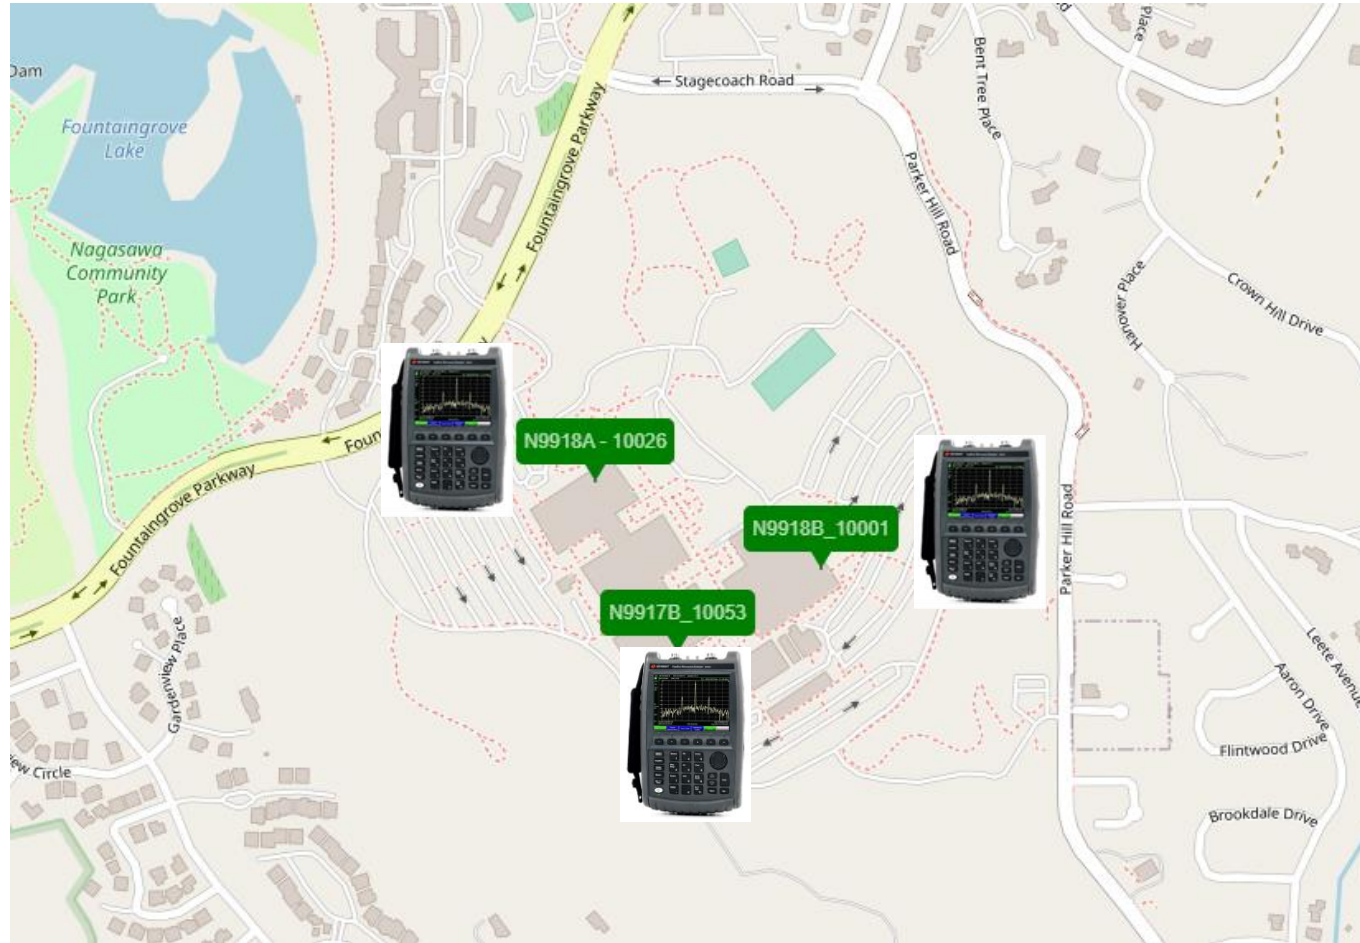 Dam
Fountaingrove
Lake
Nagasawa
Community
Park
Fountaingrove Parkway
Stagecoach Road
Place
Bent Tree Place
Parker Hill Road
Hanover Place
Crown Hill Drive
Fountaingrove Parkway
N9918A - 10026
N9918B_10001
N9917B_10053
Parker Hill Road
Gardenview Place
ew Circle
Leete Avenue
Aaron Drive
Flintwood Drive
Brookdale Drive